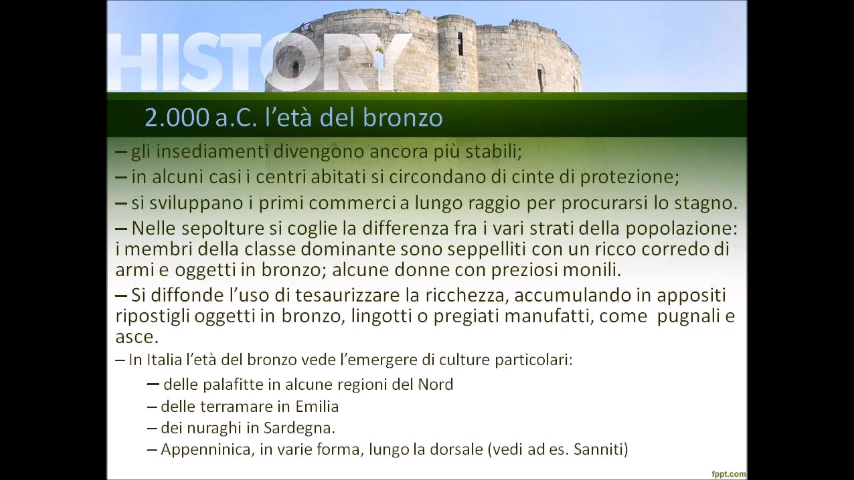 HISTORY
2.000 a.C. l'età del bronzo
– gli insediamenti divengono ancora più stabili;
– in alcuni casi i centri abitati si circondano di cinte di protezione;
– si sviluppano i primi commerci a lungo raggio per procurarsi lo stagno.
– Nelle sepolture si coglie la differenza fra i vari strati della popolazione:
i membri della classe dominante sono seppelliti con un ricco corredo di
armi e oggetti in bronzo; alcune donne con preziosi monili.
– Si diffonde l'uso di tesaurizzare la ricchezza, accumulando in appositi
ripostigli oggetti in bronzo, lingotti o pregiati manufatti, come  pugnali e
asce.
– In Italia l'età del bronzo vede l'emergere di culture particolari:
– delle palafitte in alcune regioni del Nord
– delle terramare in Emilia
– dei nuraghi in Sardegna.
– Appenninica, in varie forma, lungo la dorsale (vedi ad es. Sanniti)
fppt.com